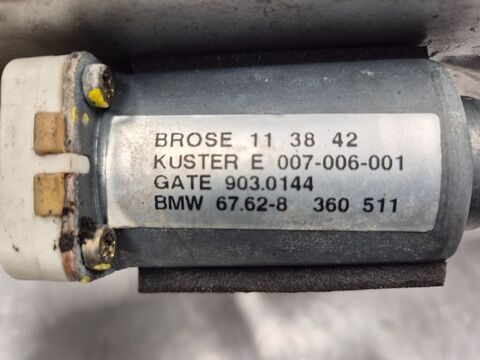 BROSE 11 38 42
KUSTER E 007-006-001
GATE 903.0144
BMW 67.62-8 360 511